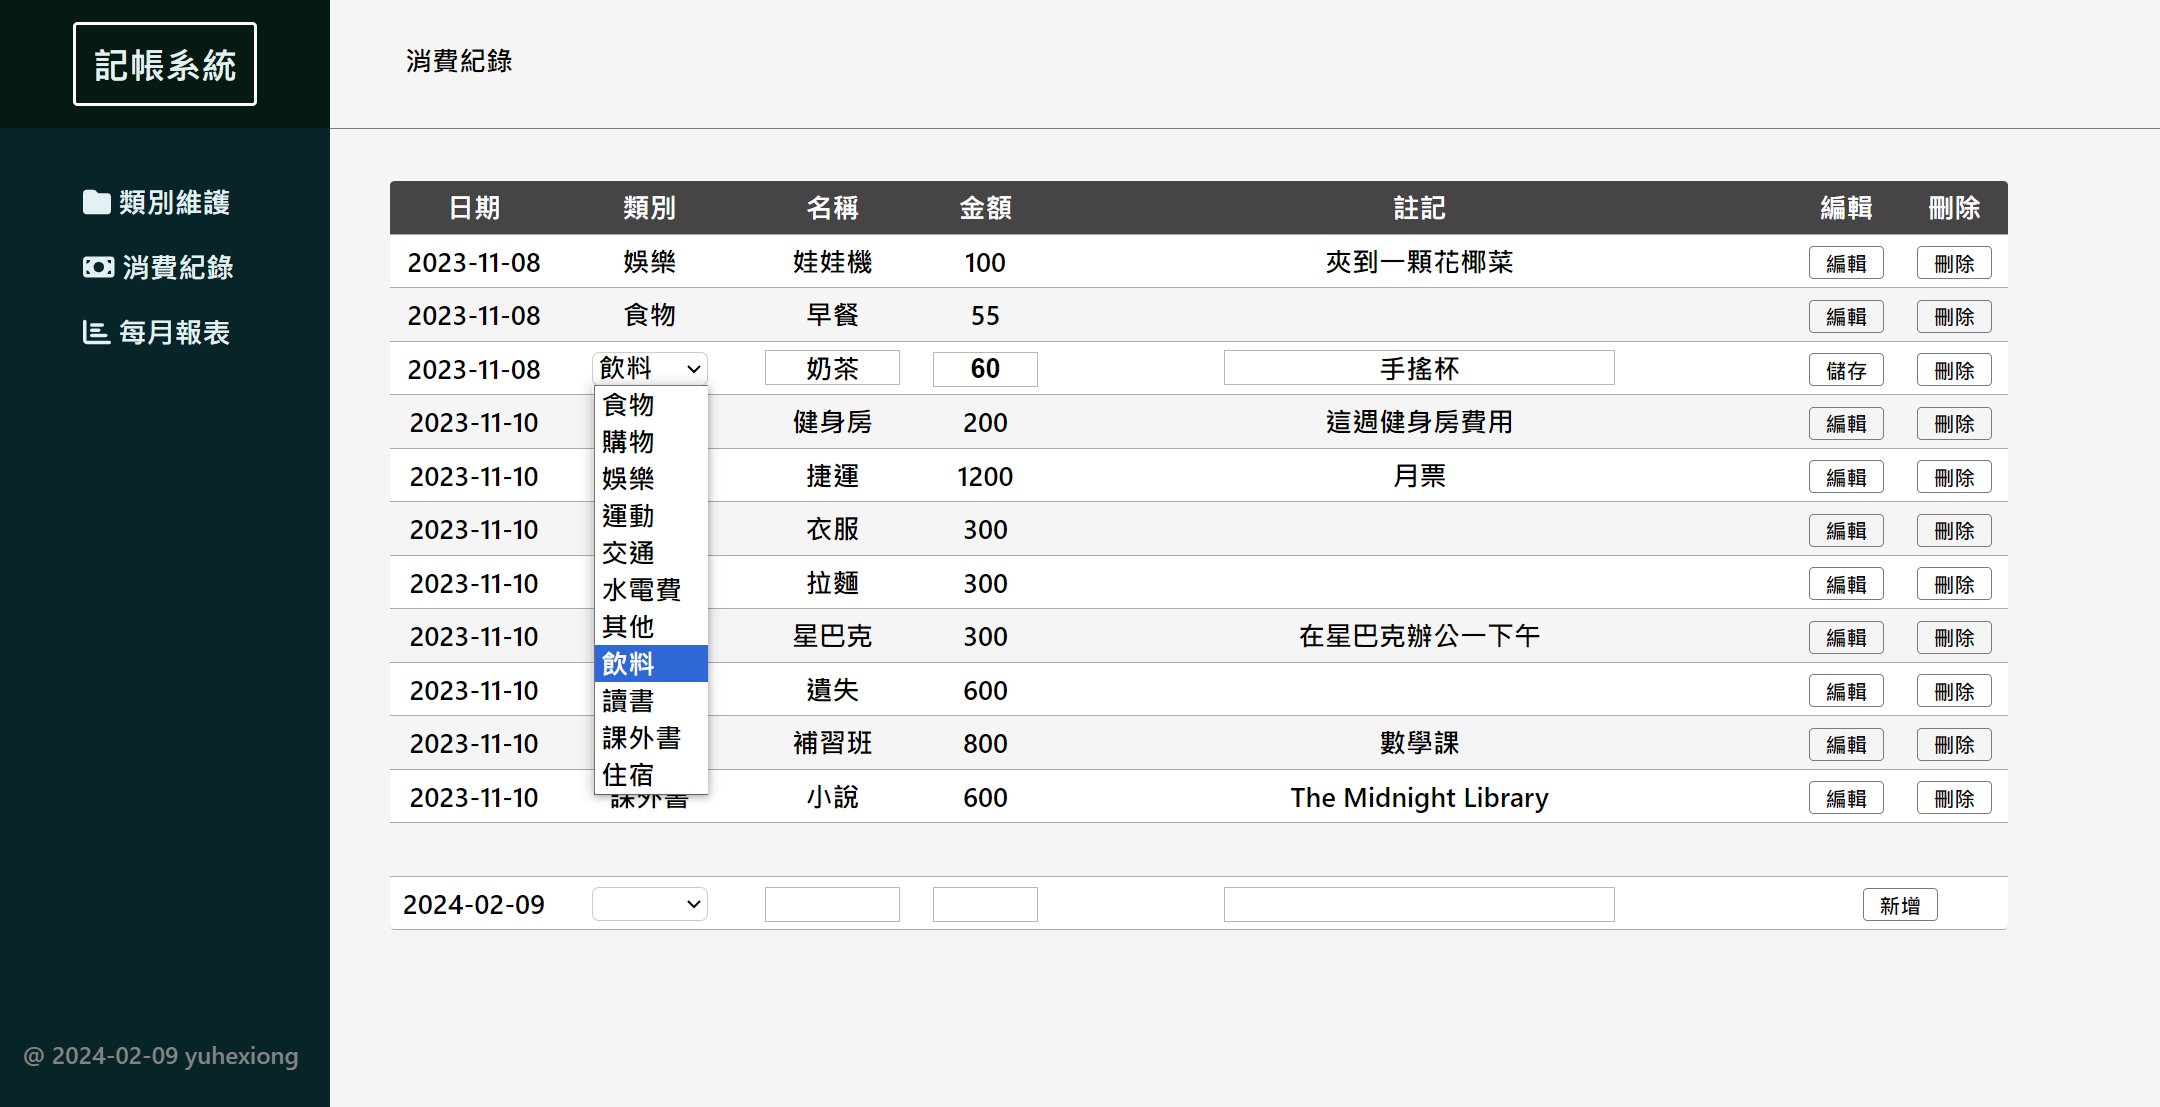 記帳系統
類別維護
消費紀錄
每月報表
@ 2024-02-09 yuhexiong
消費紀錄
日期 類別 名稱 金額 註記 編輯 刪除
2023-11-08 娛樂 娃娃機 100 夾到一顆花椰菜 編輯 刪除
2023-11-08 食物 早餐 55 編輯 刪除
2023-11-08 飲料 奶茶 60 手搖杯 儲存 刪除
食物
購物
娛樂
運動
交通
水電費
其他
飲料
讀書
課外書
住宿
2023-11-10 健身房 200 這週健身房費用 編輯 刪除
2023-11-10 捷運 1200 月票 編輯 刪除
2023-11-10 衣服 300 編輯 刪除
2023-11-10 拉麵 300 編輯 刪除
2023-11-10 星巴克 300 在星巴克辦公一下午 編輯 刪除
2023-11-10 遺失 600 編輯 刪除
2023-11-10 補習班 800 數學課 編輯 刪除
2023-11-10 課外書 小說 600 The Midnight Library 編輯 刪除
2024-02-09 新增